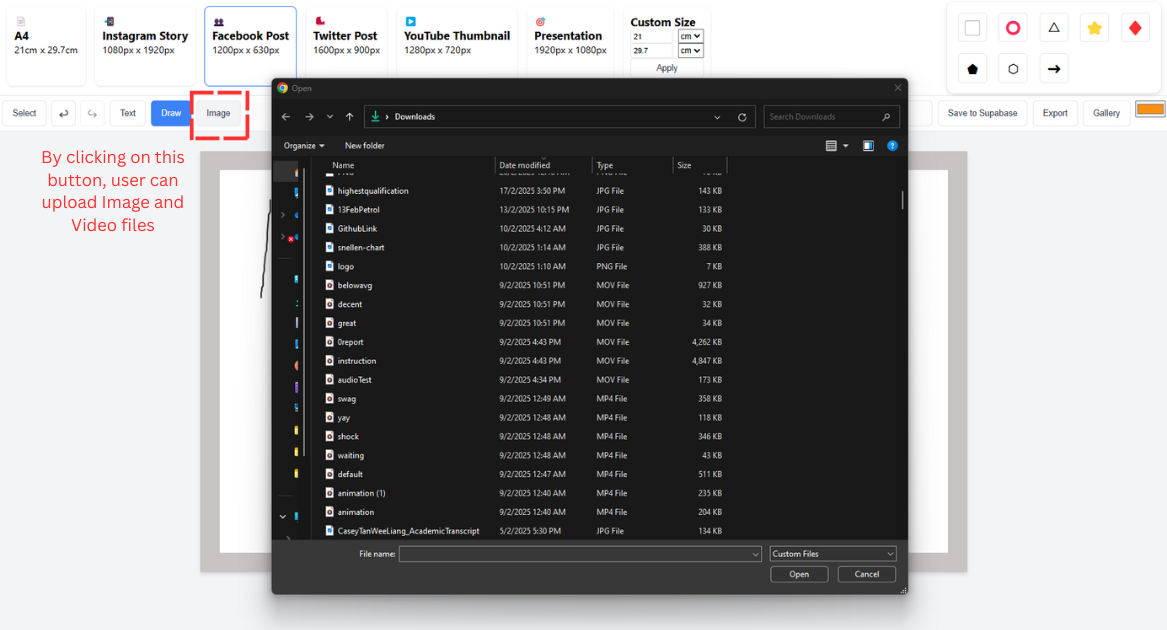 A4
21cm x 29.7cm
Instagram Story
1080px x 1920px
Facebook Post
1200px x 630px
Twitter Post
1600px x 900px
YouTube Thumbnail
1280px x 720px
Presentation
1920px x 1080px
Custom Size
21 cm
29.7 cm
Apply
Select Text Draw Image
Save to Supabase Export Gallery
By clicking on this
button, user can
upload Image and
Video files
Open
Downloads
Search Downloads
Organize New folder
Name Date modified Type Size
highestqualification 17/2/2025 3:50 PM JPG File 143 KB
13FebPetrol 13/2/2025 10:15 PM JPG File 133 KB
GithubLink 10/2/2025 4:12 AM JPG File 30 KB
snellen-chart 10/2/2025 1:14 AM JPG File 388 KB
logo 10/2/2025 1:10 AM PNG File 7 KB
belowavg 9/2/2025 10:51 PM MOV File 927 KB
decent 9/2/2025 10:51 PM MOV File 32 KB
great 9/2/2025 10:51 PM MOV File 34 KB
0report 9/2/2025 4:43 PM MOV File 4,262 KB
instruction 9/2/2025 4:43 PM MOV File 4,847 KB
audioTest 9/2/2025 4:34 PM MOV File 173 KB
swag 9/2/2025 12:49 AM MP4 File 358 KB
yay 9/2/2025 12:48 AM MP4 File 118 KB
shock 9/2/2025 12:48 AM MP4 File 346 KB
waiting 9/2/2025 12:48 AM MP4 File 43 KB
default 9/2/2025 12:47 AM MP4 File 511 KB
animation (1) 9/2/2025 12:40 AM MP4 File 235 KB
animation 9/2/2025 12:40 AM MP4 File 204 KB
CaseyTanWeeLiang_AcademicTranscript 5/2/2025 5:30 PM JPG File 134 KB
File name: Custom Files
Open Cancel